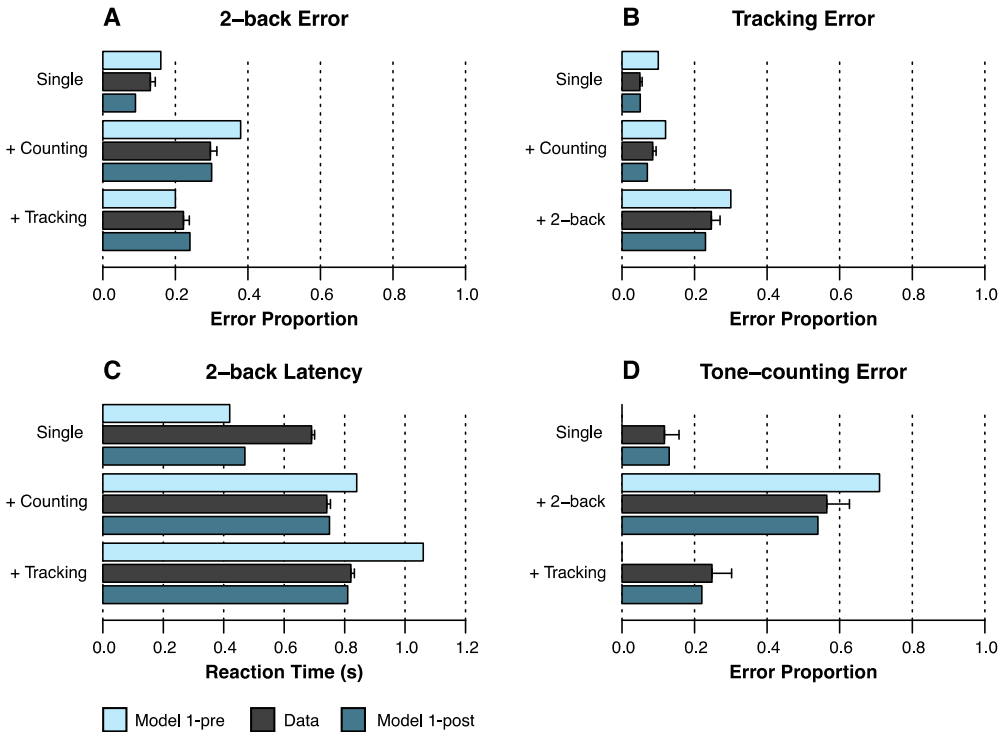 A 2–back Error
Single
+ Counting
+ Tracking
0.0 0.2 0.4 0.6 0.8 1.0
Error Proportion
B Tracking Error
Single
+ Counting
+ 2–back
0.0 0.2 0.4 0.6 0.8 1.0
Error Proportion
C 2–back Latency
Single
+ Counting
+ Tracking
0.0 0.2 0.4 0.6 0.8 1.0 1.2
Reaction Time (s)
D Tone–counting Error
Single
+ 2–back
+ Tracking
0.0 0.2 0.4 0.6 0.8 1.0
Error Proportion
Model 1-pre Data Model 1-post